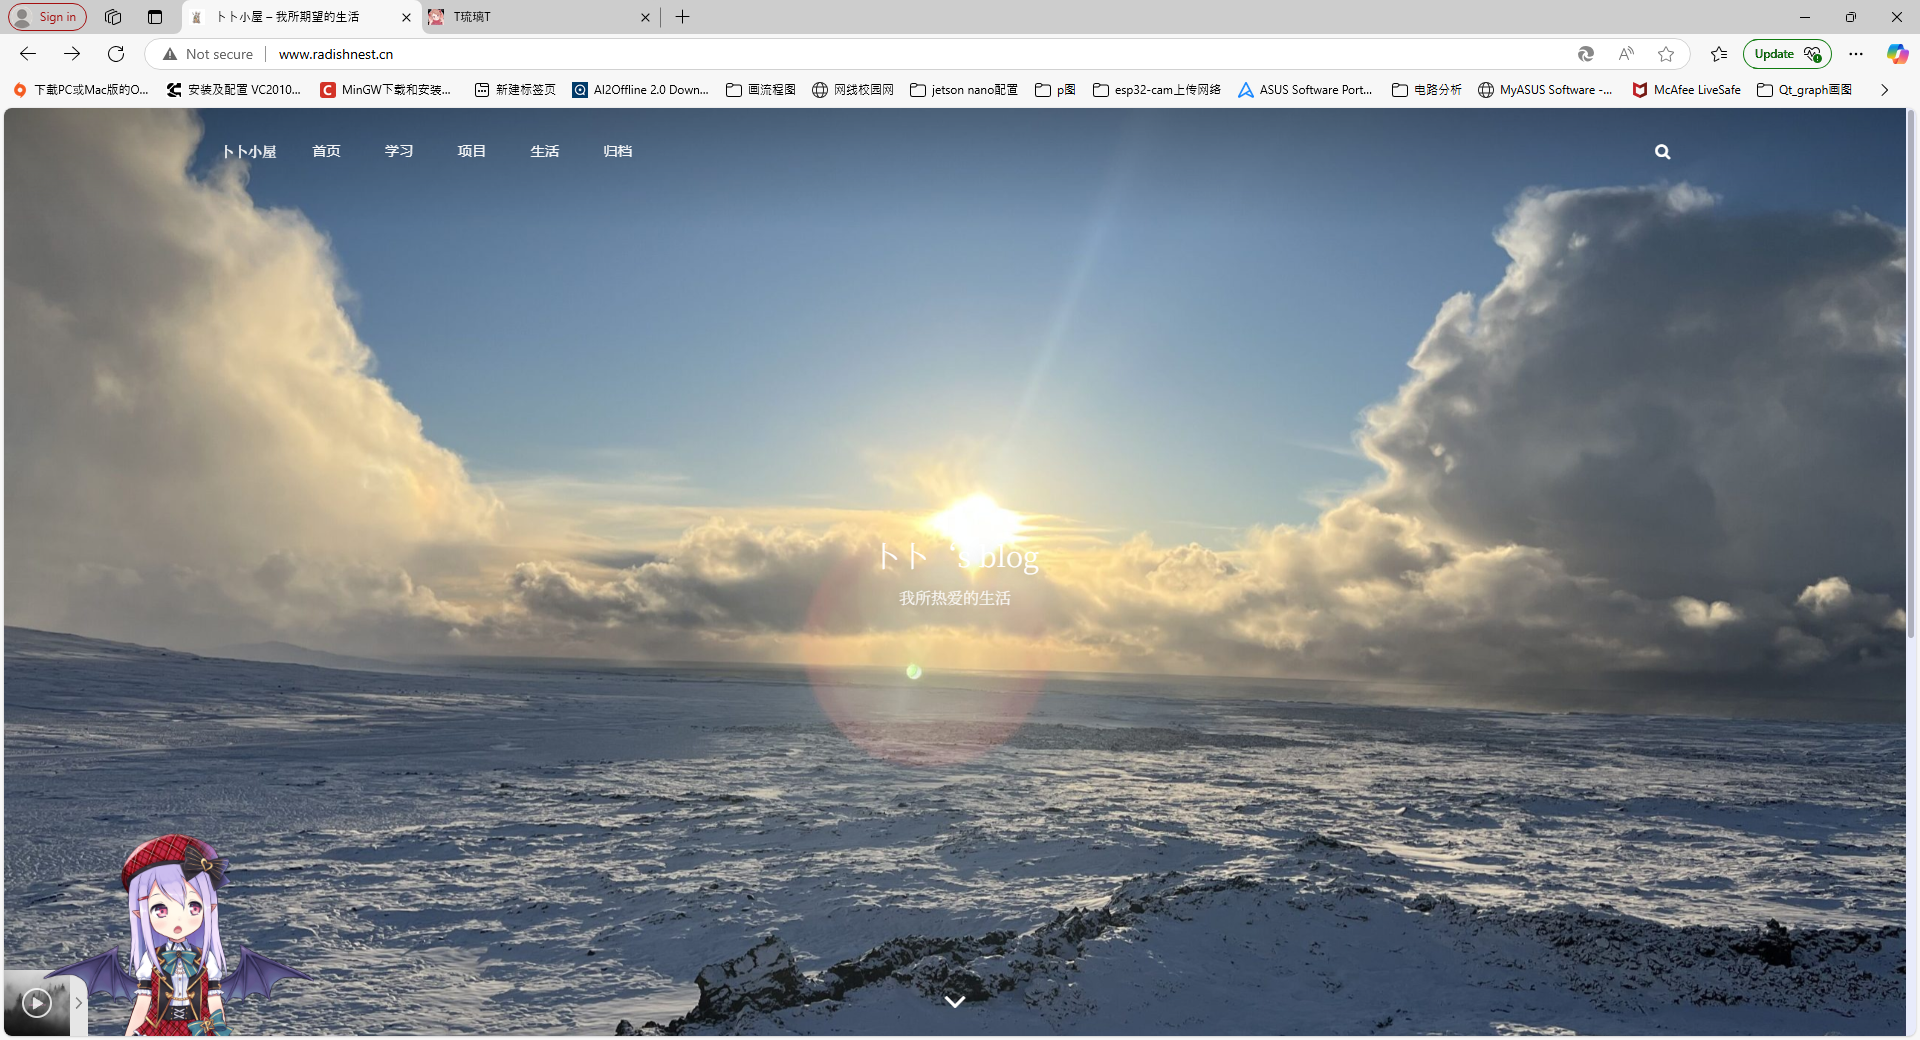 Sign in
卜卜小屋 – 我所期望的生活
T琉璃T
Not secure
www.radishnest.cn
Update
下载PC或Mac版的O...
安装及配置 VC2010...
MinGW下载和安装...
新建标签页
AI2Offline 2.0 Down...
画流程图
网线校园网
jetson nano配置
p图
esp32-cam上传网络
ASUS Software Port...
电路分析
MyASUS Software -...
McAfee LiveSafe
Qt_graph画图
卜卜小屋
首页
学习
项目
生活
归档
卜卜‘s blog
我所热爱的生活